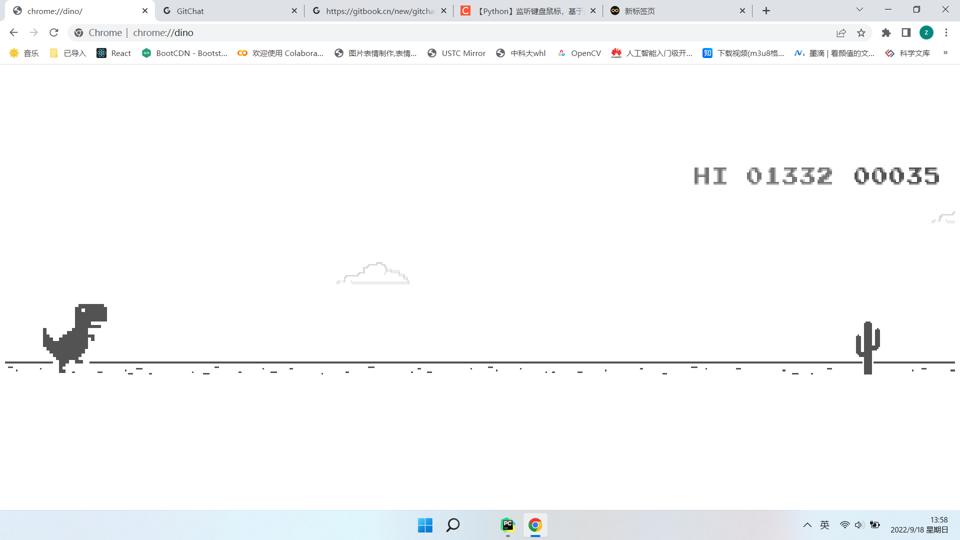 chrome://dino/
GitChat
https://gitbook.cn/new/gitcha
【Python】监听键盘鼠标，基于
新标签页
Chrome | chrome://dino
z
音乐
已导入
React
BootCDN - Bootst...
欢迎使用 Colabora...
图片表情制作,表情...
USTC Mirror
中科大whl
OpenCV
人工智能入门极开...
知 下载视频(m3u8格...
墨滴 | 看颜值的文...
科学文库
»
HI 01332 00035
PC
英
13:58
2022/9/18 星期日